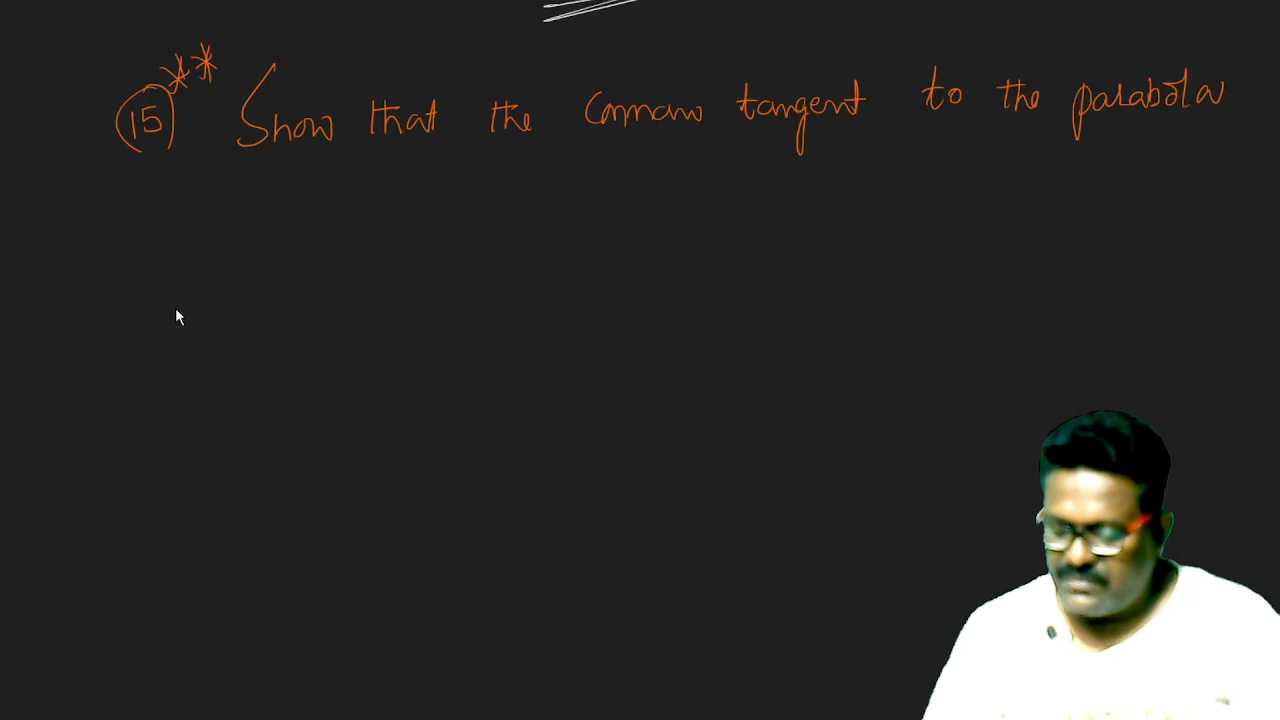 (15)** Show that the common tangent to the parabola